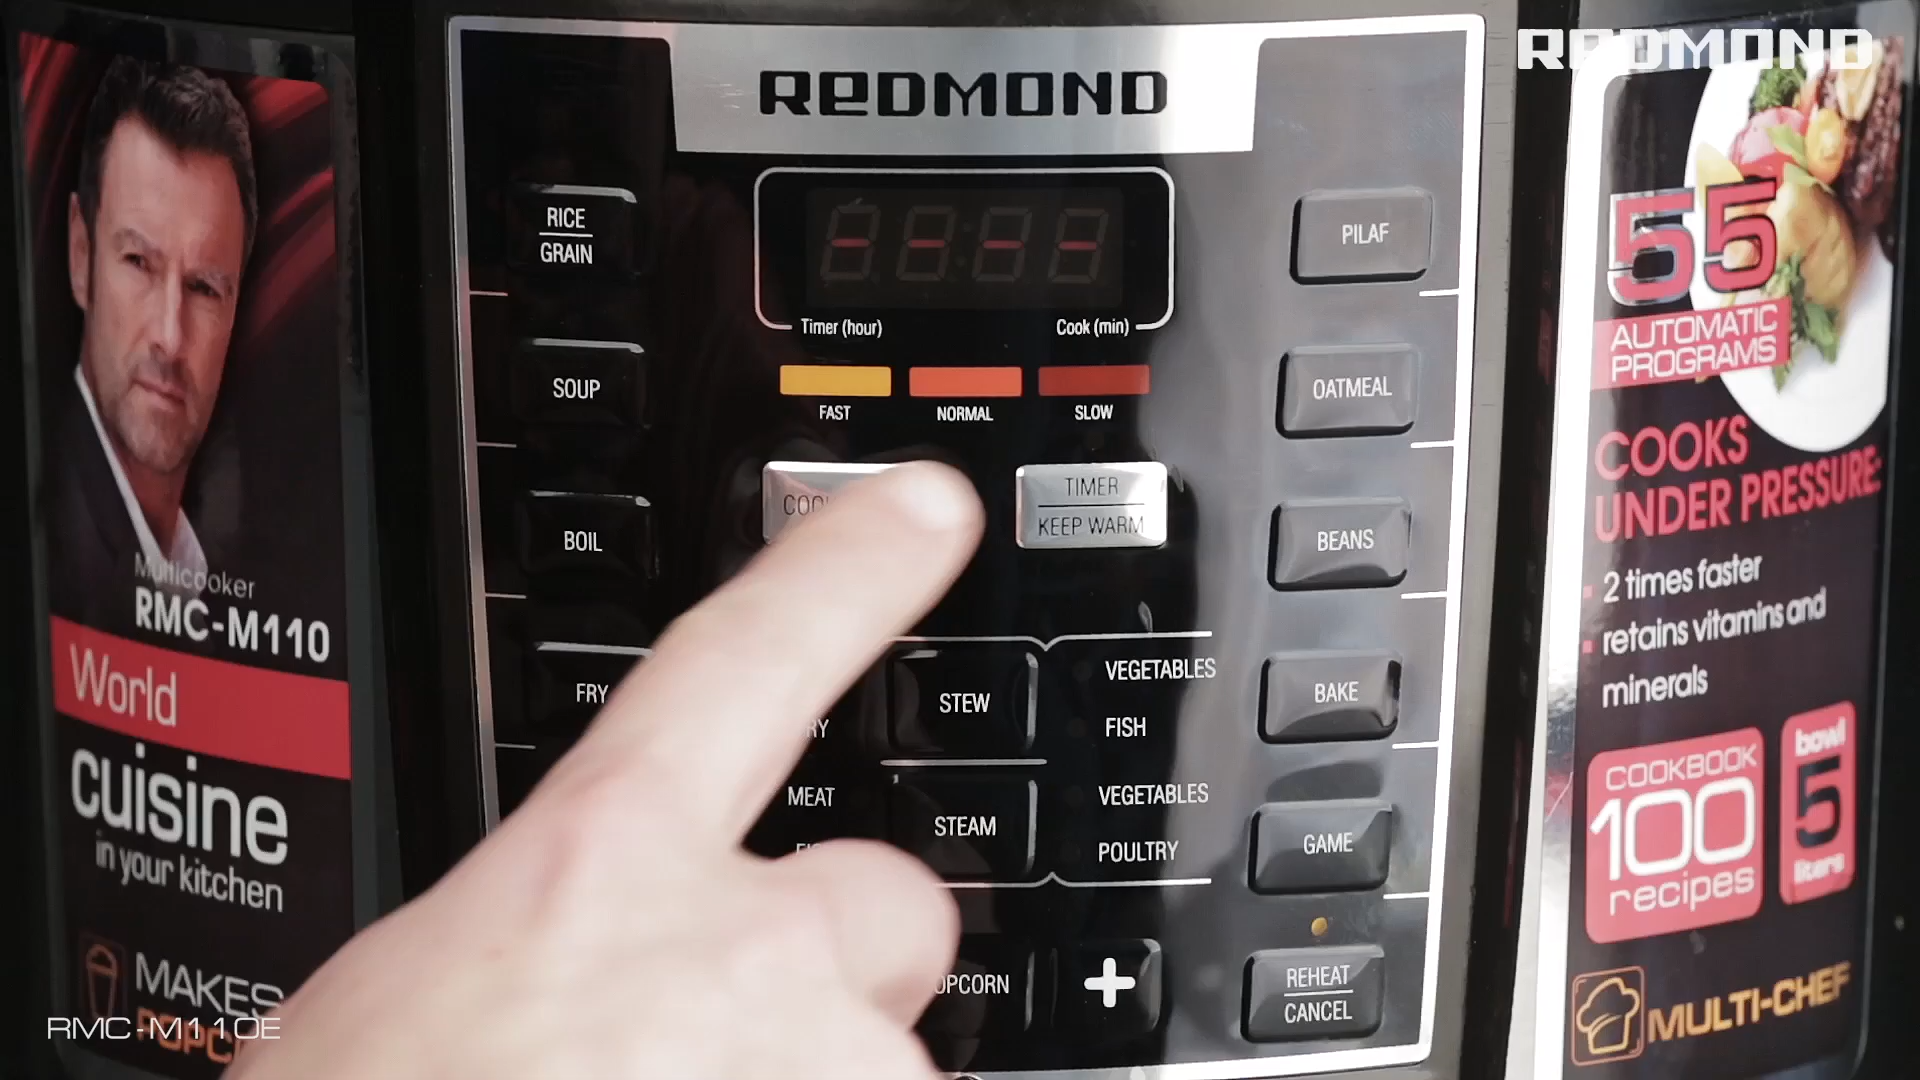 REDMOND
REDMOND
Multicooker
RMC-M110
World
cuisine
in your kitchen
MAKES
RMC-M110E
RICE
GRAIN
SOUP
BOIL
FRY
Timer (hour)
Cook (min)
FAST
NORMAL
SLOW
TIMER
KEEP WARM
STEW
VEGETABLES
FISH
MEAT
STEAM
VEGETABLES
POULTRY
+
PILAF
OATMEAL
BEANS
BAKE
GAME
REHEAT
CANCEL
55
AUTOMATIC
PROGRAMS
COOKS
UNDER PRESSURE:
2 times faster
retains vitamins and
minerals
COOKBOOK
100
recipes
bowl
5
liters
MULTI-CHEF